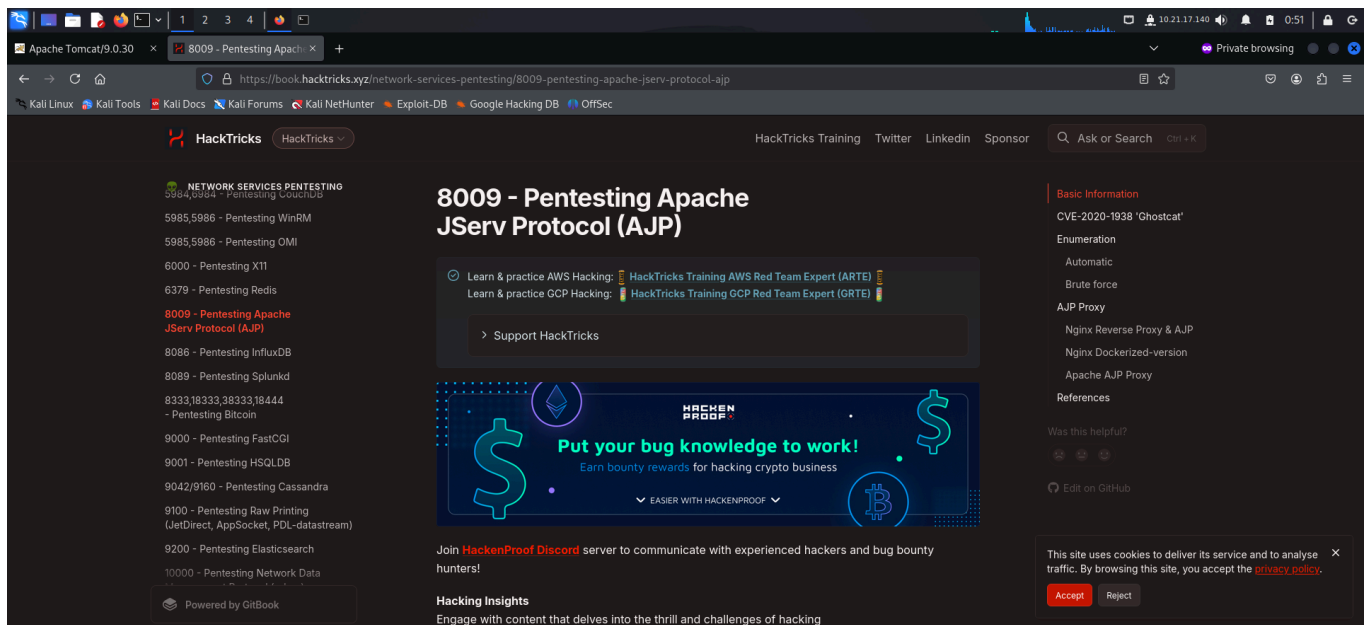 1 2 3 4
10.21.17.140
0:51
Apache Tomcat/9.0.30
8009 - Pentesting Apach
Private browsing
https://book.hacktricks.xyz/network-services-pentesting/8009-pentesting-apache-jserv-protocol-ajp
Kali Linux Kali Tools Kali Docs Kali Forums Kali NetHunter Exploit-DB Google Hacking DB OffSec
HackTricks
HackTricks
HackTricks Training Twitter Linkedin Sponsor
Ask or Search Ctrl + K
NETWORK SERVICES PENTESTING
5984,6984 - Pentesting CouchDB
5985,5986 - Pentesting WinRM
5985,5986 - Pentesting OMI
6000 - Pentesting X11
6379 - Pentesting Redis
8009 - Pentesting Apache
JServ Protocol (AJP)
8086 - Pentesting InfluxDB
8089 - Pentesting Splunkd
8333,18333,38333,18444
- Pentesting Bitcoin
9000 - Pentesting FastCGI
9001 - Pentesting HSQLDB
9042/9160 - Pentesting Cassandra
9100 - Pentesting Raw Printing
(JetDirect, AppSocket, PDL-datastream)
9200 - Pentesting Elasticsearch
10000 - Pentesting Network Data
Powered by GitBook
8009 - Pentesting Apache
JServ Protocol (AJP)
Learn & practice AWS Hacking: HackTricks Training AWS Red Team Expert (ARTE)
Learn & practice GCP Hacking: HackTricks Training GCP Red Team Expert (GRTE)
Support HackTricks
HACKEN
PROOF
Put your bug knowledge to work!
Earn bounty rewards for hacking crypto business
EASIER WITH HACKENPROOF
Join HackenProof Discord server to communicate with experienced hackers and bug bounty
hunters!
Hacking Insights
Engage with content that delves into the thrill and challenges of hacking
Basic Information
CVE-2020-1938 'Ghostcat'
Enumeration
Automatic
Brute force
AJP Proxy
Nginx Reverse Proxy & AJP
Nginx Dockerized-version
Apache AJP Proxy
References
Was this helpful?
Edit on GitHub
This site uses cookies to deliver its service and to analyse
traffic. By browsing this site, you accept the privacy policy.
Accept Reject